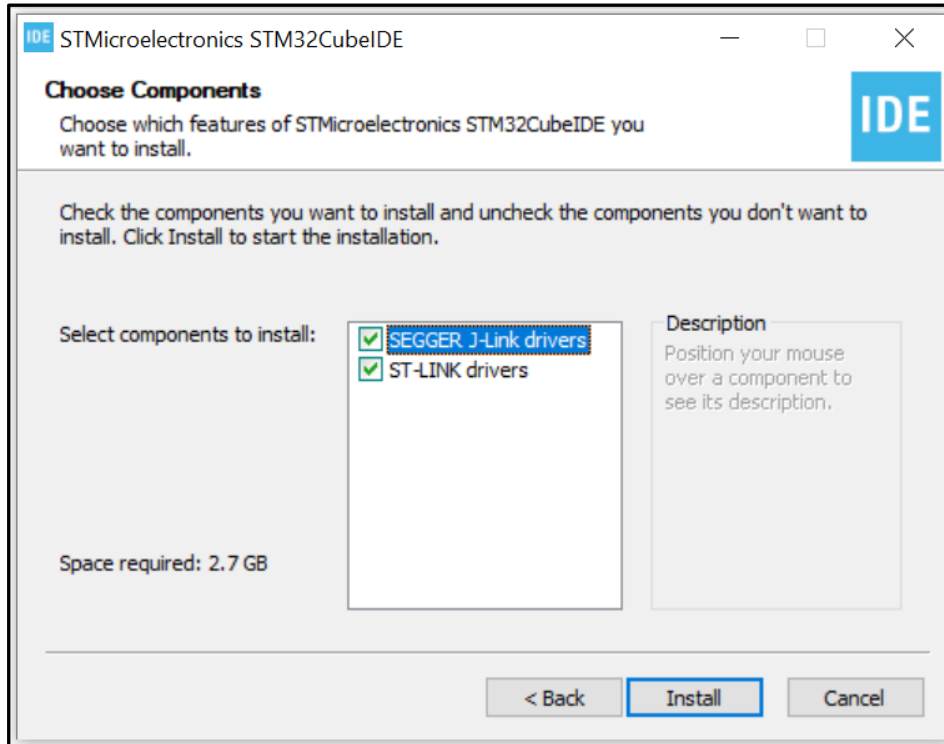 IDE STMicroelectronics STM32CubeIDE
Choose Components
Choose which features of STMicroelectronics STM32CubeIDE you
want to install.
IDE
Check the components you want to install and uncheck the components you don't want to
install. Click Install to start the installation.
Select components to install:
SEGGER J-Link drivers
ST-LINK drivers
Description
Position your mouse
over a component to
see its description.
Space required: 2.7 GB
< Back
Install
Cancel